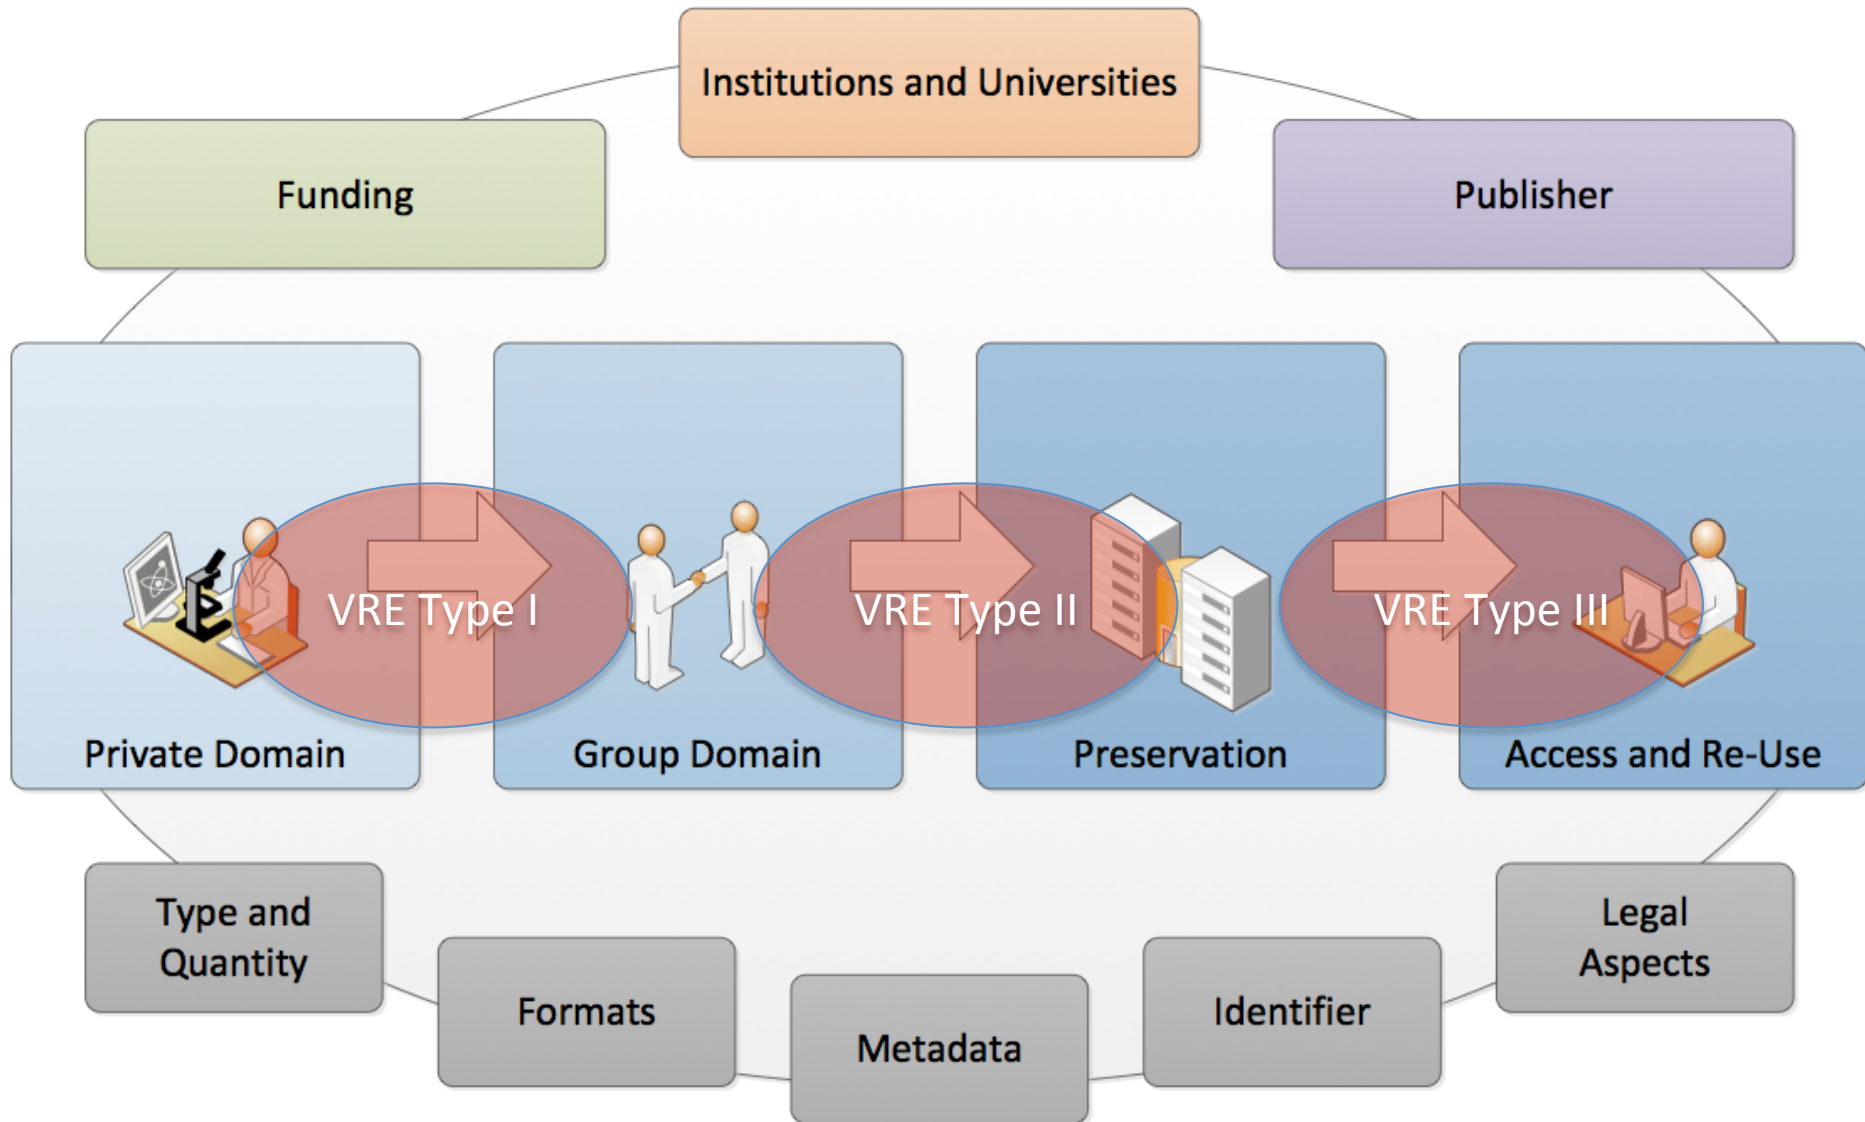 Institutions and Universities
Funding
Publisher
VRE Type I
VRE Type II
VRE Type III
Private Domain
Group Domain
Preservation
Access and Re-Use
Type and
Quantity
Formats
Metadata
Identifier
Legal
Aspects